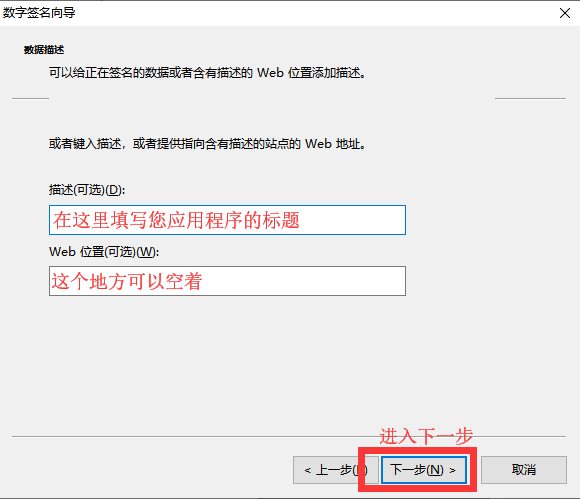 数字签名向导
数据描述
可以给正在签名的数据或者含有描述的 Web 位置添加描述。
或者键入描述，或者提供指向含有描述的站点的 Web 地址。
描述(可选)(D):
在这里填写您应用程序的标题
Web 位置(可选)(W):
这个地方可以空着
进入下一步
< 上一步( ) 下一步(N) > 取消